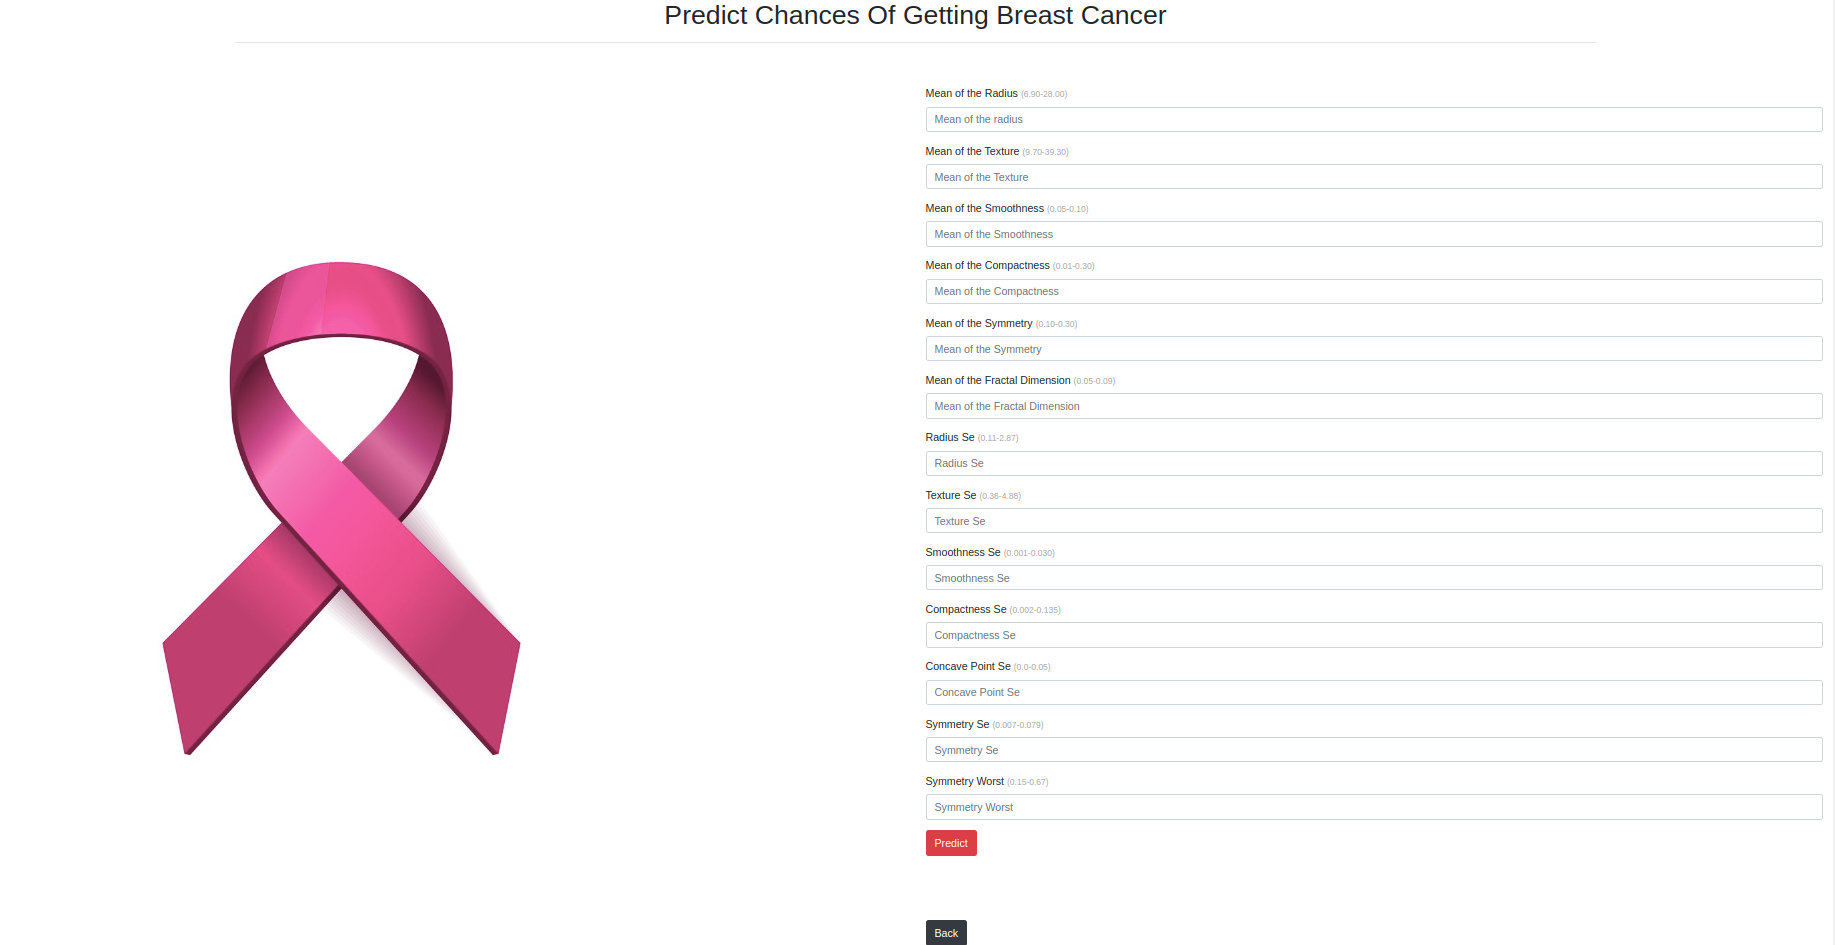 Predict Chances Of Getting Breast Cancer
Mean of the Radius (6.90-28.00)
Mean of the radius
Mean of the Texture (9.70-39.30)
Mean of the Texture
Mean of the Smoothness (0.05-0.10)
Mean of the Smoothness
Mean of the Compactness (0.01-0.30)
Mean of the Compactness
Mean of the Symmetry (0.10-0.30)
Mean of the Symmetry
Mean of the Fractal Dimension (0.05-0.09)
Mean of the Fractal Dimension
Radius Se (0.11-2.87)
Radius Se
Texture Se (0.36-4.88)
Texture Se
Smoothness Se (0.001-0.030)
Smoothness Se
Compactness Se (0.002-0.135)
Compactness Se
Concave Point Se (0.0-0.05)
Concave Point Se
Symmetry Se (0.007-0.079)
Symmetry Se
Symmetry Worst (0.15-0.67)
Symmetry Worst
Predict
Back